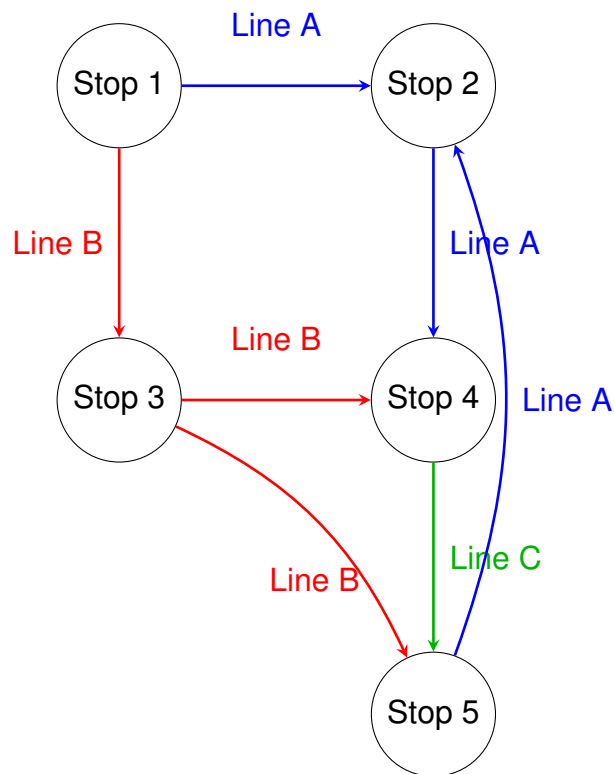 Line A
Stop 1
Stop 2
Line B
Line A
Line B
Stop 3
Stop 4
Line A
Line C
Line B
Stop 5